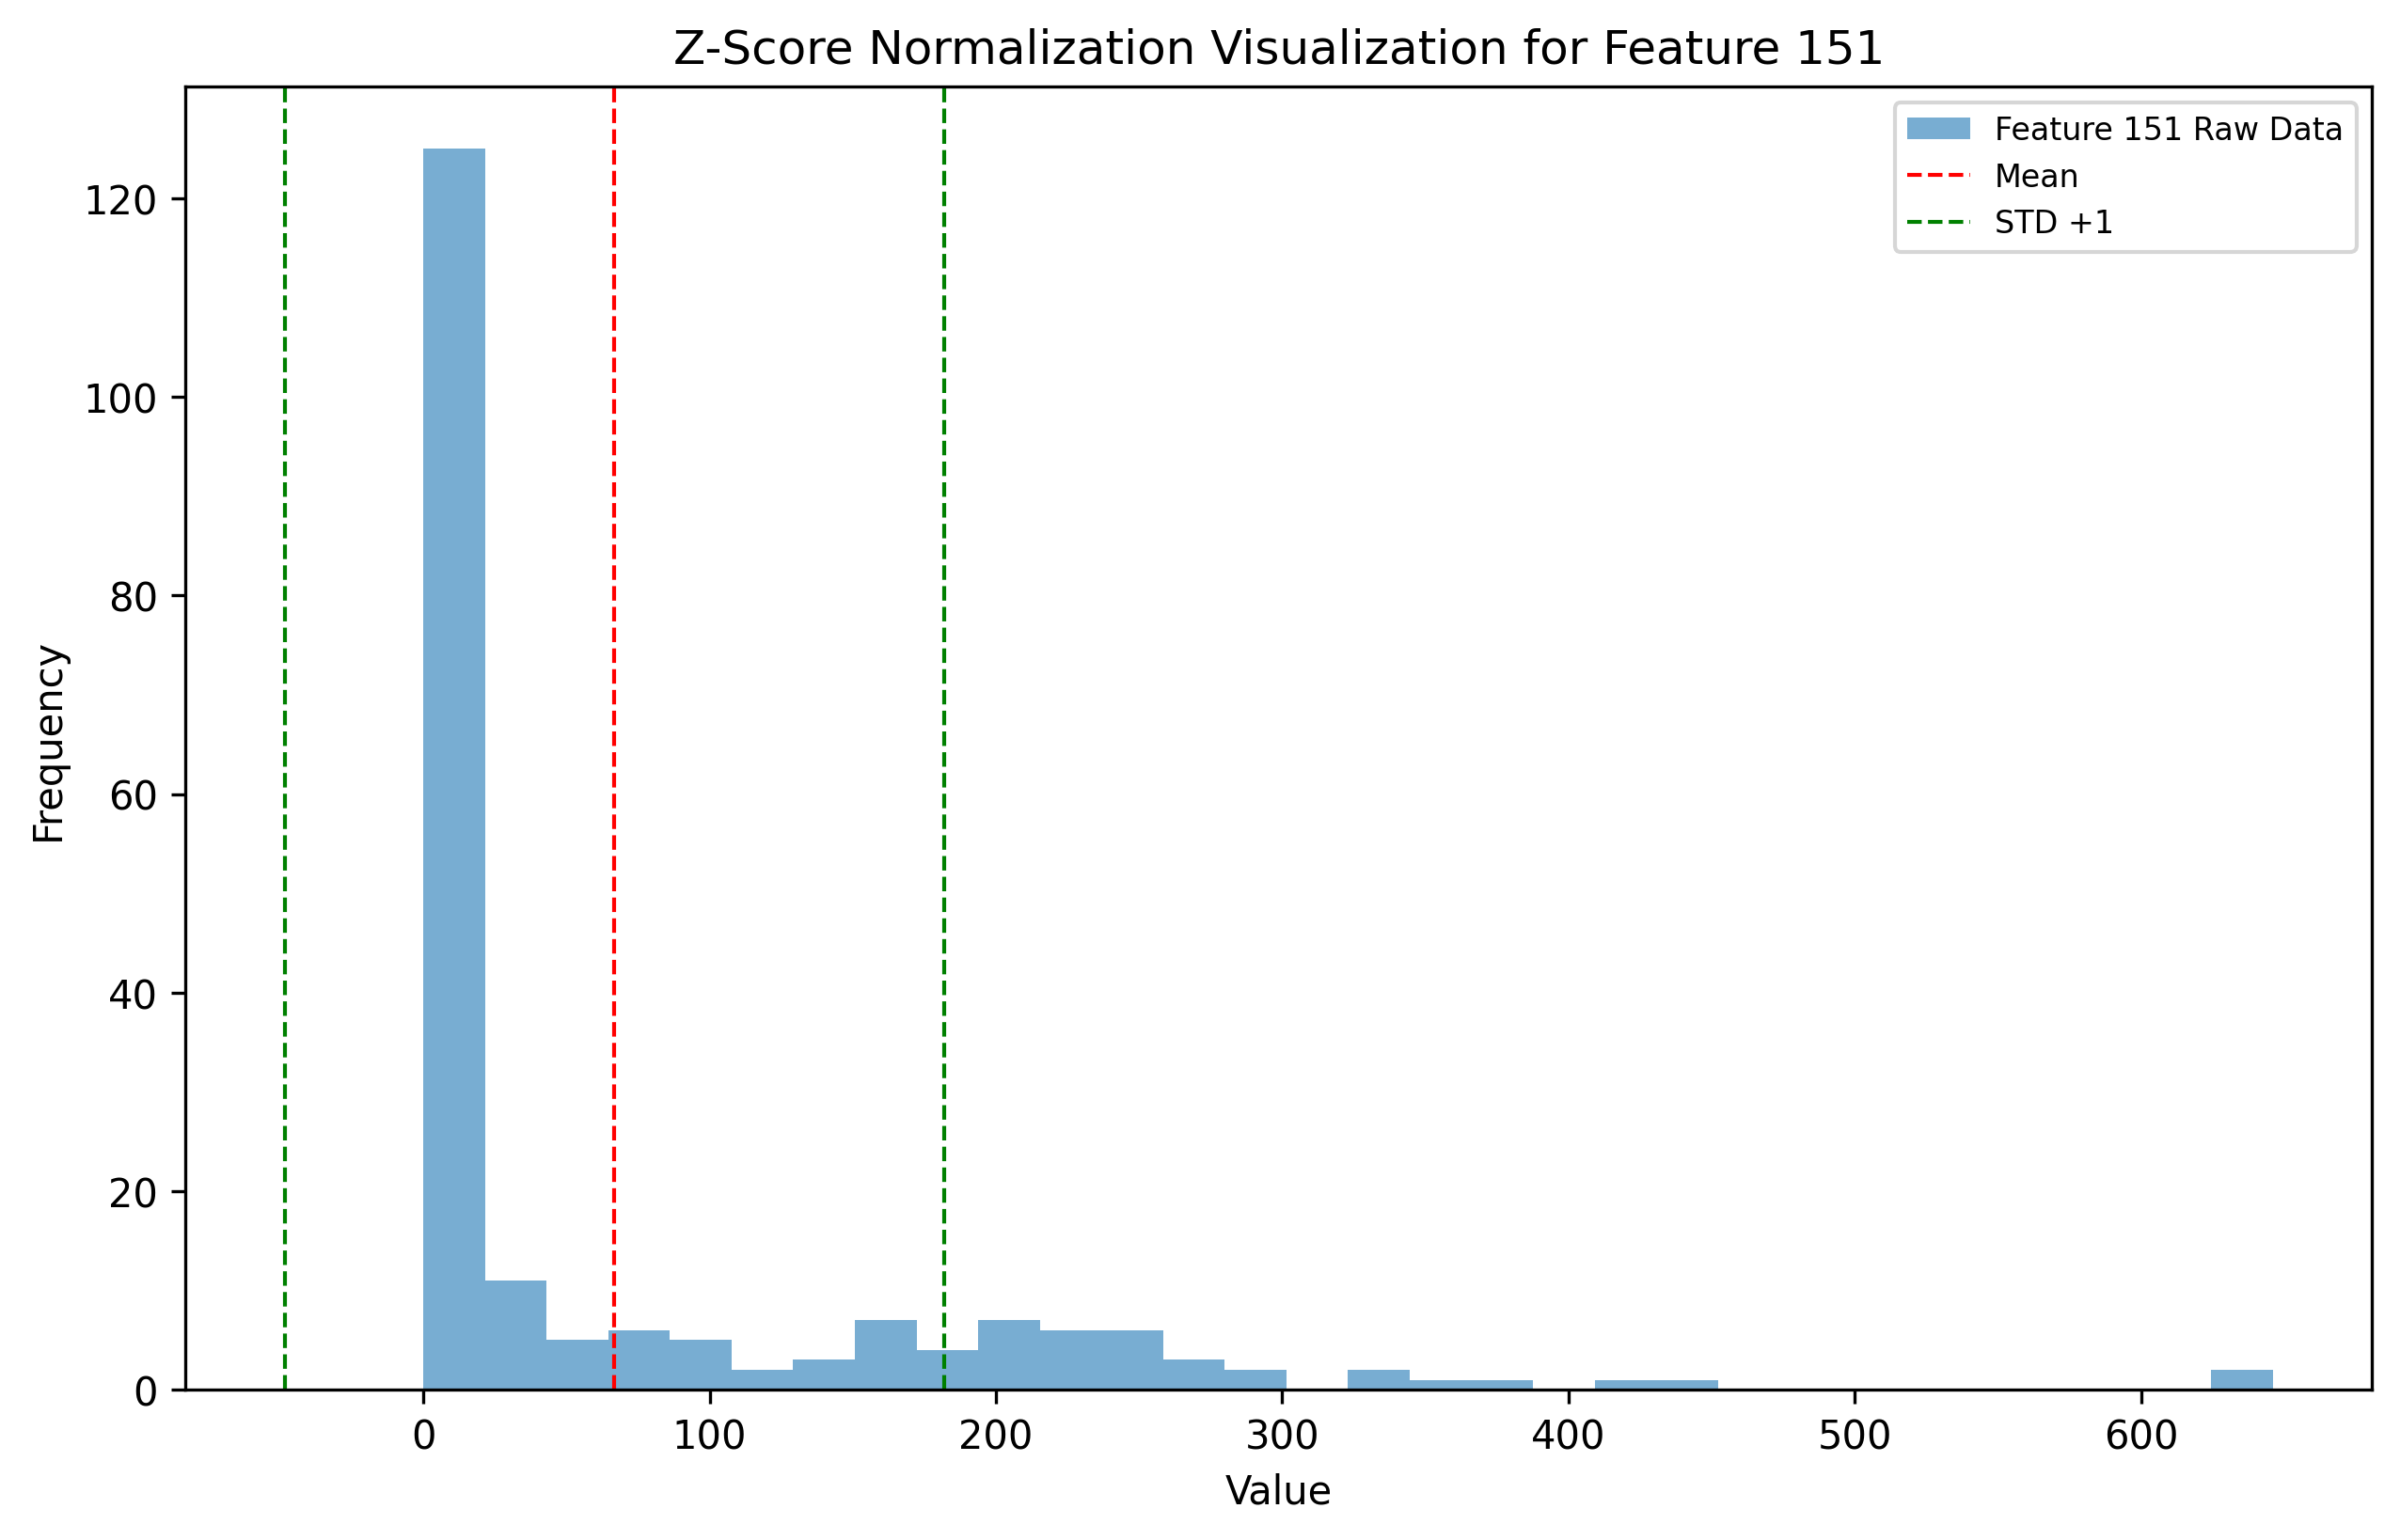 Z-Score Normalization Visualization for Feature 151
Feature 151 Raw Data
Mean
STD +1
120
100
80
60
40
20
0
Frequency
0 100 200 300 400 500 600
Value